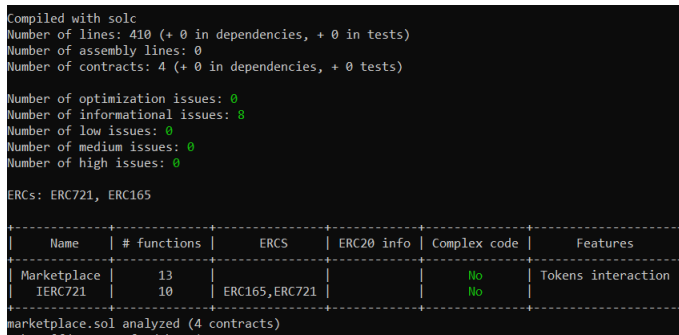 Compiled with solc
Number of lines: 410 (+ 0 in dependencies, + 0 in tests)
Number of assembly lines: 0
Number of contracts: 4 (+ 0 in dependencies, + 0 tests)
Number of optimization issues: 0
Number of informational issues: 8
Number of low issues: 0
Number of medium issues: 0
Number of high issues: 0
ERCs: ERC721, ERC165
Name | # functions | ERCS | ERC20 info | Complex code | Features
Marketplace | 13 | | | No | Tokens interaction
IERC721 | 10 | ERC165,ERC721 | | No |
marketplace.sol analyzed (4 contracts)